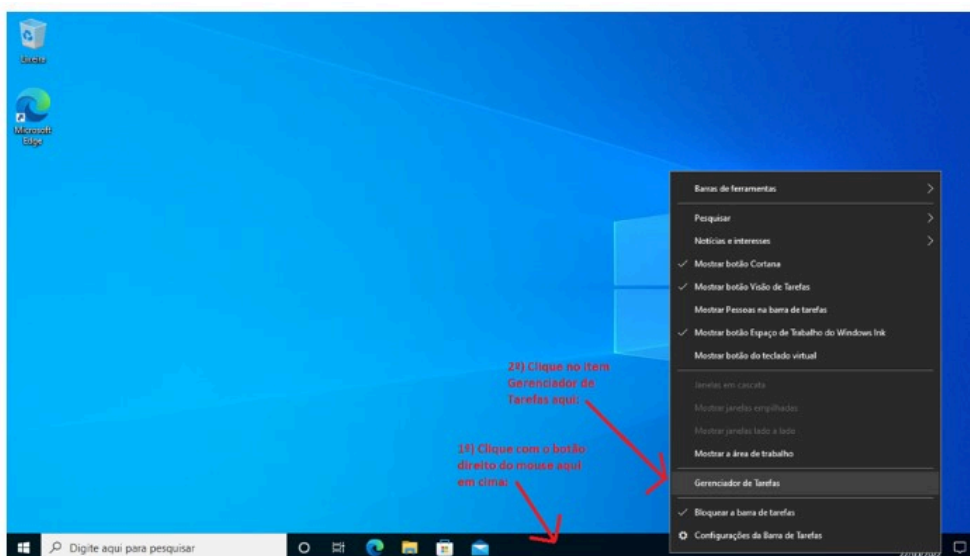 Lixeira
Microsoft
Edge
Barras de ferramentas
Pesquisar
Notícias e interesses
Mostrar botão Cortana
Mostrar botão Visão de Tarefas
Mostrar Pessoas na barra de tarefas
Mostrar botão Espaço de Trabalho do Windows Ink
Mostrar botão do teclado virtual
Janelas em cascata
Mostrar janelas empilhadas
Mostrar janelas lado a lado
Mostrar a área de trabalho
Gerenciador de Tarefas
Bloquear a barra de tarefas
Configurações da Barra de Tarefas
2º) Clique no item
Gerenciador de
Tarefas aqui:
1º) Clique com o botão
direito do mouse aqui
em cima:
Digite aqui para pesquisar